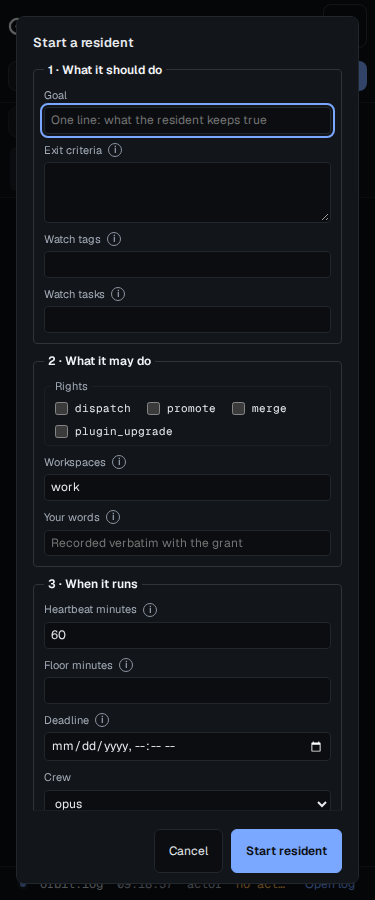 Start a resident
1 · What it should do
Goal
One line: what the resident keeps true
Exit criteria i
Watch tags i
Watch tasks i
2 · What it may do
Rights
dispatch promote merge
plugin_upgrade
Workspaces i
work
Your words i
Recorded verbatim with the grant
3 · When it runs
Heartbeat minutes i
60
Floor minutes i
Deadline i
mm/dd/yyyy, --:-- --
Crew
opus
Cancel Start resident